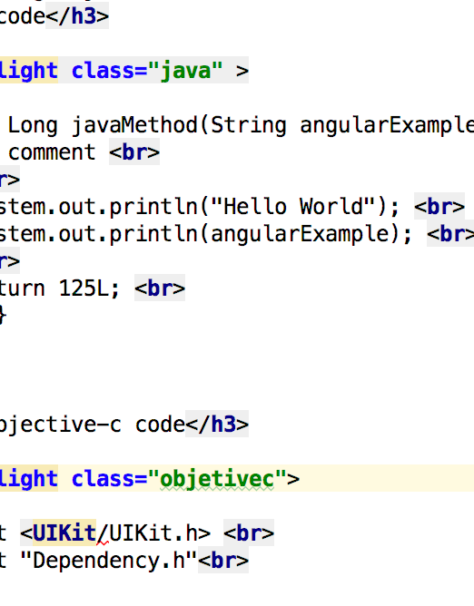 code</h3>
light class="java" >
Long javaMethod(String angularExample
comment <br>
r>
stem.out.println("Hello World"); <br>
stem.out.println(angularExample); <br>
r>
turn 125L; <br>
}
bjective-c code</h3>
light class="objetivec">
t <UIKit/UIKit.h> <br>
t "Dependency.h"<br>